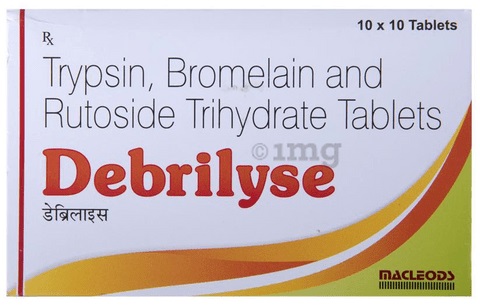 10 x 10 Tablets
Rx
Trypsin, Bromelain and
Rutoside Trihydrate Tablets
©1mg
Debrilyse
डेब्रिलाइस
MACLEODS